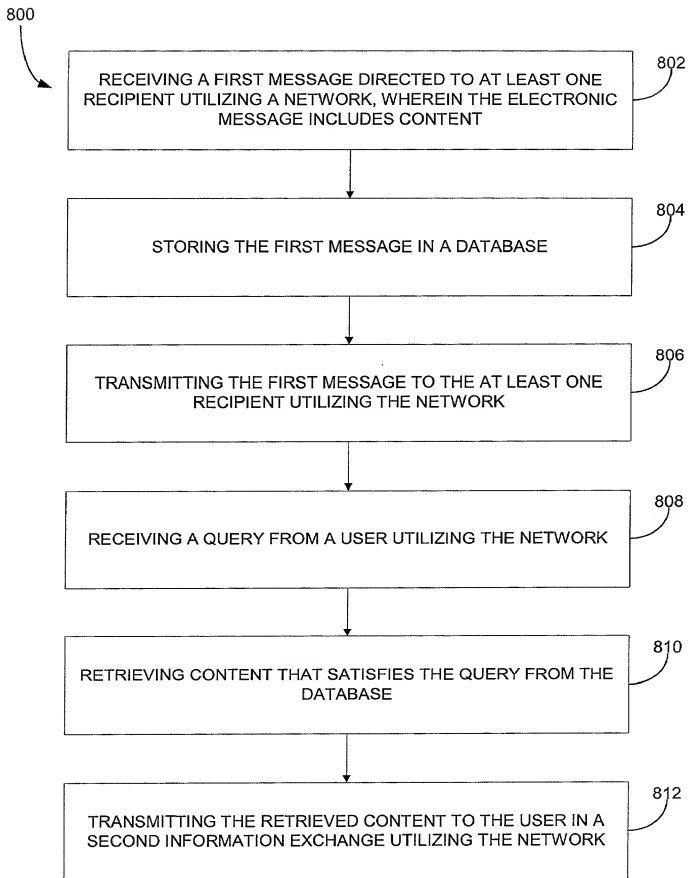 800
802
RECEIVING A FIRST MESSAGE DIRECTED TO AT LEAST ONE
RECIPIENT UTILIZING A NETWORK, WHEREIN THE ELECTRONIC
MESSAGE INCLUDES CONTENT
804
STORING THE FIRST MESSAGE IN A DATABASE
806
TRANSMITTING THE FIRST MESSAGE TO THE AT LEAST ONE
RECIPIENT UTILIZING THE NETWORK
808
RECEIVING A QUERY FROM A USER UTILIZING THE NETWORK
810
RETRIEVING CONTENT THAT SATISFIES THE QUERY FROM THE
DATABASE
812
TRANSMITTING THE RETRIEVED CONTENT TO THE USER IN A
SECOND INFORMATION EXCHANGE UTILIZING THE NETWORK